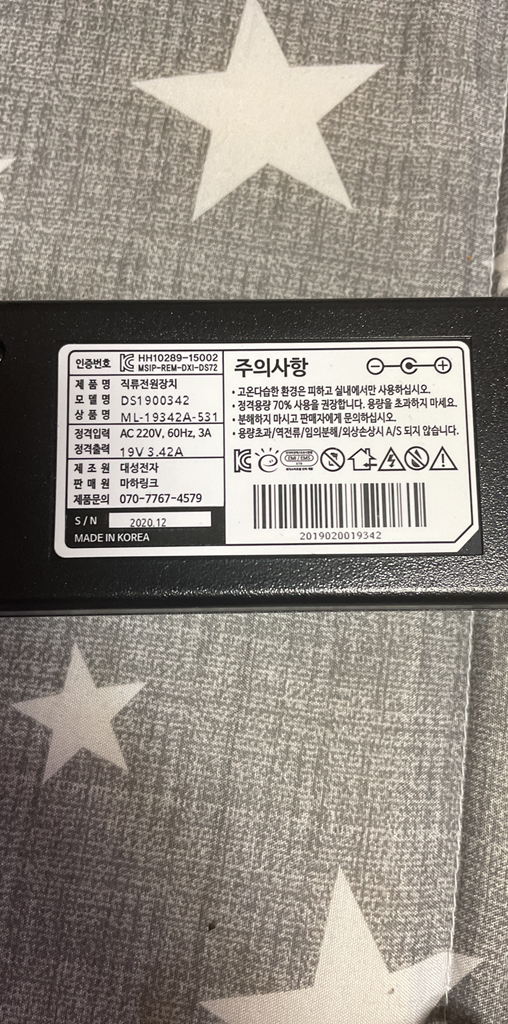 인증번호 HH10289-15002
MSIP-REM-DXI-DS72
제 품 명 직류전원장치
모 델 명 DS1900342
상 품 명 ML-19342A-531
정격입력 AC 220V, 60Hz, 3A
정격출력 19V 3.42A
제 조 원 대성전자
판 매 원 마하링크
제품문의 070-7767-4579
S/N 2020.12
MADE IN KOREA
주의사항
• 고온다습한 환경은 피하고 실내에서만 사용하십시오.
• 정격용량 70% 사용을 권장합니다. 용량을 초과하지 마세요.
• 분해하지 마시고 판매자에게 문의하십시오.
• 용량초과/역전류/임의분해/외상손상시 A/S 되지 않습니다.
EMI / EMS
2019020019342